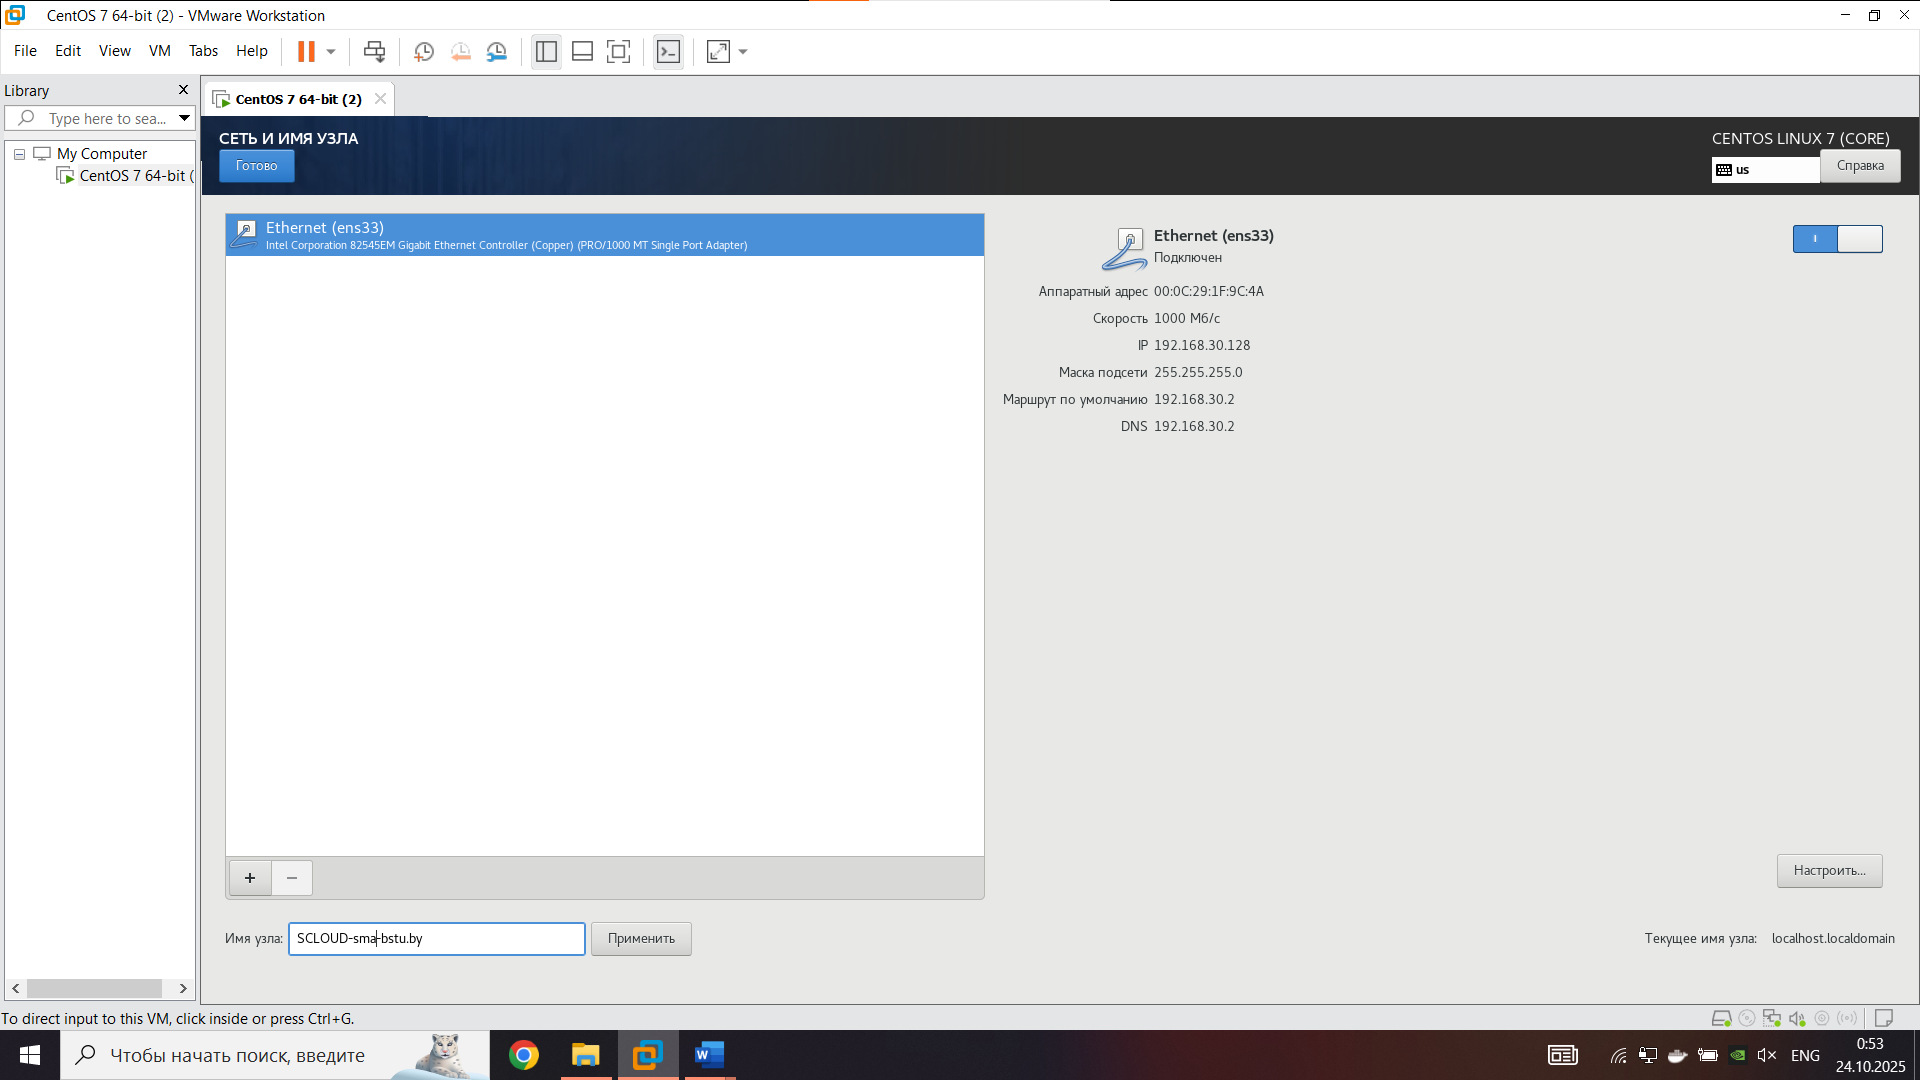 CentOS 7 64-bit (2) - VMware Workstation
File Edit View VM Tabs Help
Library
Type here to sea...
My Computer
CentOS 7 64-bit (
CentOS 7 64-bit (2)
СЕТЬ И ИМЯ УЗЛА
Готово
CENTOS LINUX 7 (CORE)
us
Справка
Ethernet (ens33)
Intel Corporation 82545EM Gigabit Ethernet Controller (Copper) (PRO/1000 MT Single Port Adapter)
Ethernet (ens33)
Подключен
Аппаратный адрес 00:0C:29:1F:9C:4A
Скорость 1000 Мб/с
IP 192.168.30.128
Маска подсети 255.255.255.0
Маршрут по умолчанию 192.168.30.2
DNS 192.168.30.2
Настроить...
Имя узла: SCLOUD-sma-bstu.by Применить
Текущее имя узла: localhost.localdomain
To direct input to this VM, click inside or press Ctrl+G.
Чтобы начать поиск, введите
ENG
0:53
24.10.2025